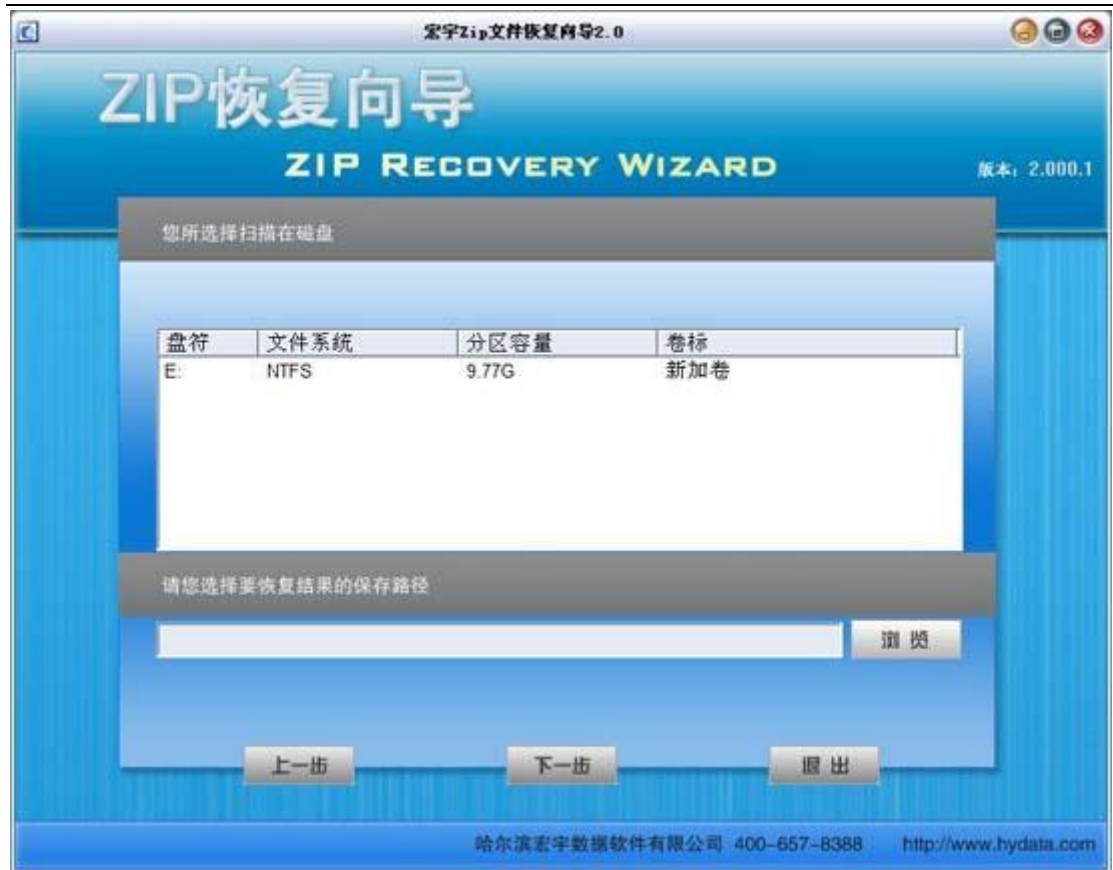 宏宇Zip文件恢复向导2.0
ZIP恢复向导
ZIP RECOVERY WIZARD
版本: 2.000.1
您所选择扫描在磁盘
盘符 文件系统 分区容量 卷标
E: NTFS 9.77G 新加卷
请您选择要恢复结果的保存路径
浏 览
上一步 下一步 退 出
哈尔滨宏宇数据软件有限公司 400-657-8388 http://www.hydata.com